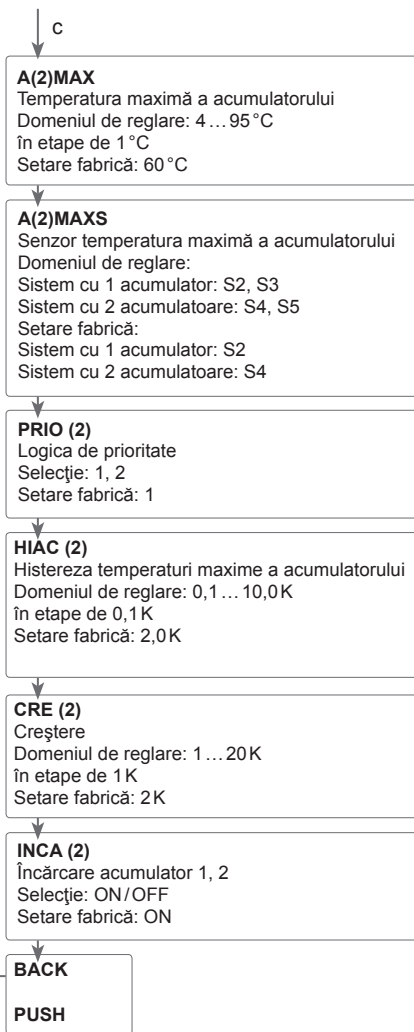 c
A(2)MAX
Temperatura maximă a acumulatorului
Domeniul de reglare: 4 … 95 °C
în etape de 1 °C
Setare fabrică: 60 °C
A(2)MAXS
Senzor temperatura maximă a acumulatorului
Domeniul de reglare:
Sistem cu 1 acumulator: S2, S3
Sistem cu 2 acumulatoare: S4, S5
Setare fabrică:
Sistem cu 1 acumulator: S2
Sistem cu 2 acumulatoare: S4
PRIO (2)
Logica de prioritate
Selecţie: 1, 2
Setare fabrică: 1
HIAC (2)
Histereza temperaturi maxime a acumulatorului
Domeniul de reglare: 0,1 … 10,0 K
în etape de 0,1 K
Setare fabrică: 2,0 K
CRE (2)
Creştere
Domeniul de reglare: 1 … 20 K
în etape de 1 K
Setare fabrică: 2 K
INCA (2)
Încărcare acumulator 1, 2
Selecţie: ON / OFF
Setare fabrică: ON
BACK
PUSH